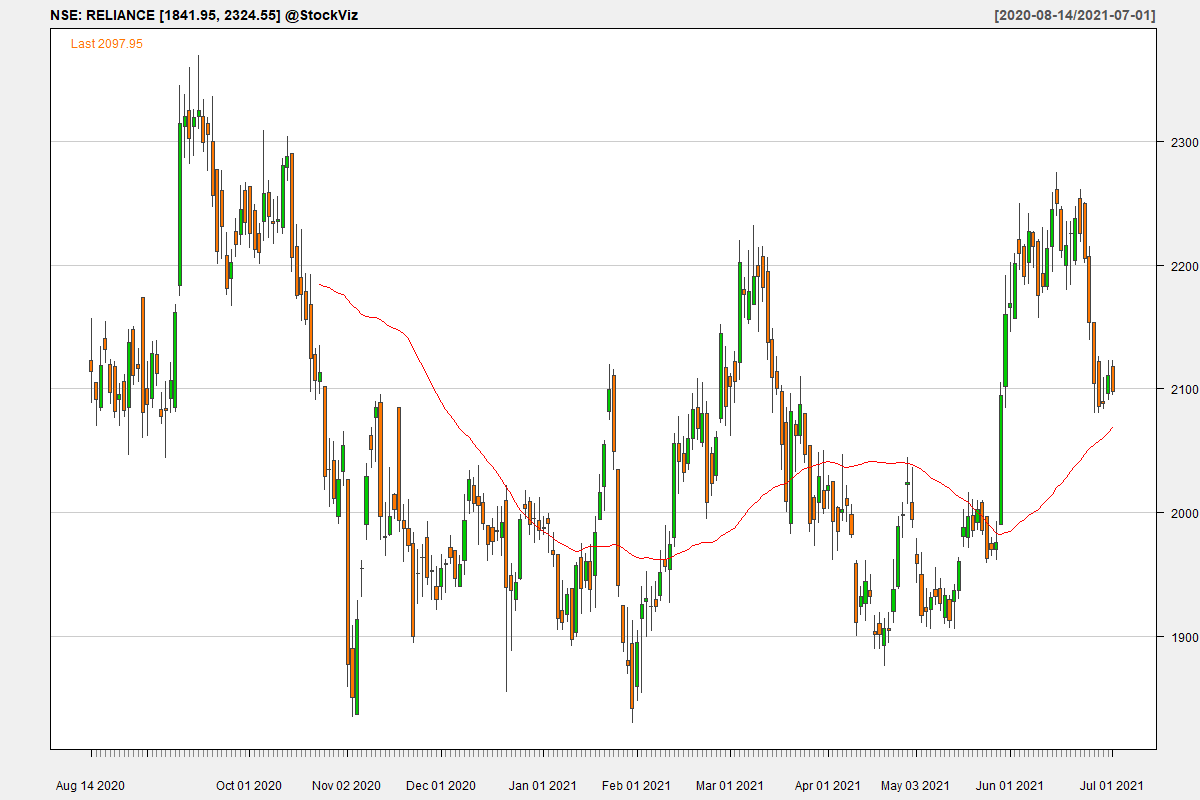 NSE: RELIANCE [1841.95, 2324.55] @StockViz
[2020-08-14/2021-07-01]
Last 2097.95
2300
2200
2100
2000
1900
Aug 14 2020
Oct 01 2020
Nov 02 2020
Dec 01 2020
Jan 01 2021
Feb 01 2021
Mar 01 2021
Apr 01 2021
May 03 2021
Jun 01 2021
Jul 01 2021